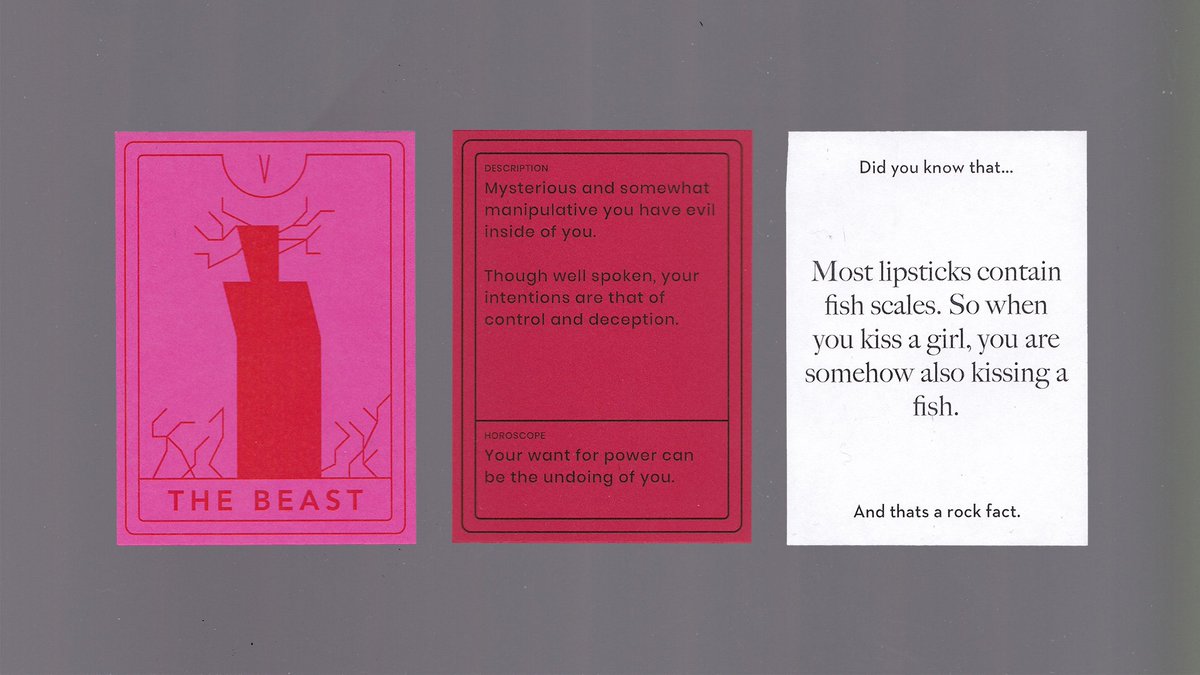 V
THE BEAST
DESCRIPTION
Mysterious and somewhat
manipulative you have evil
inside of you.
Though well spoken, your
intentions are that of
control and deception.
HOROSCOPE
Your want for power can
be the undoing of you.
Did you know that...
Most lipsticks contain
fish scales. So when
you kiss a girl, you are
somehow also kissing a
fish.
And thats a rock fact.